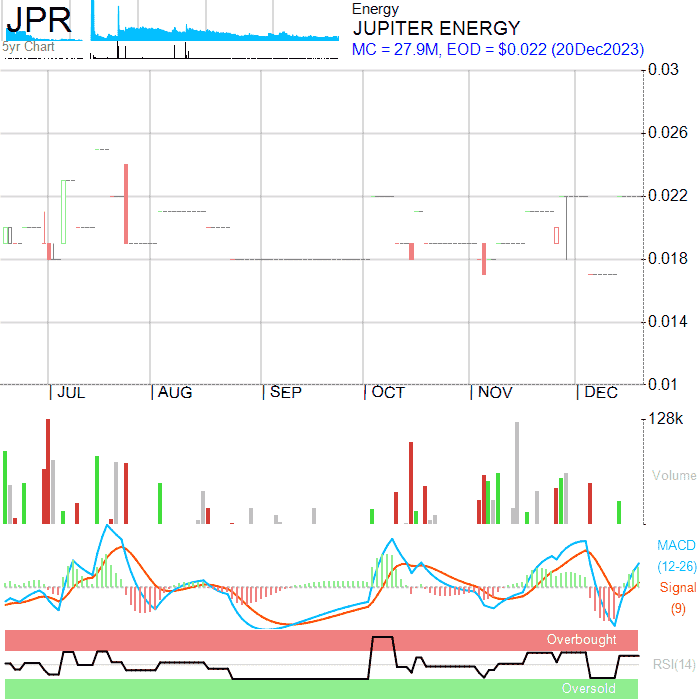 JPR
5yr Chart
Energy
JUPITER ENERGY
MC = 27.9M, EOD = $0.022 (20Dec2023)
0.03
0.026
0.022
0.018
0.014
0.01
JUL AUG SEP OCT NOV DEC
128k
Volume
MACD
(12-26)
Signal
(9)
Overbought
RSI(14)
Oversold